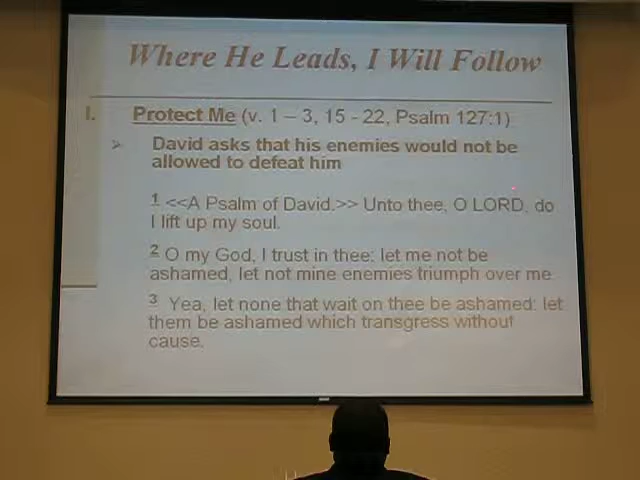 Where He Leads, I Will Follow
I. Protect Me (v. 1 – 3, 15 - 22, Psalm 127:1)
➢ David asks that his enemies would not be
allowed to defeat him
1 <<A Psalm of David.>> Unto thee, O LORD, do
I lift up my soul.
2 O my God, I trust in thee: let me not be
ashamed, let not mine enemies triumph over me
3 Yea, let none that wait on thee be ashamed: let
them be ashamed which transgress without
cause.